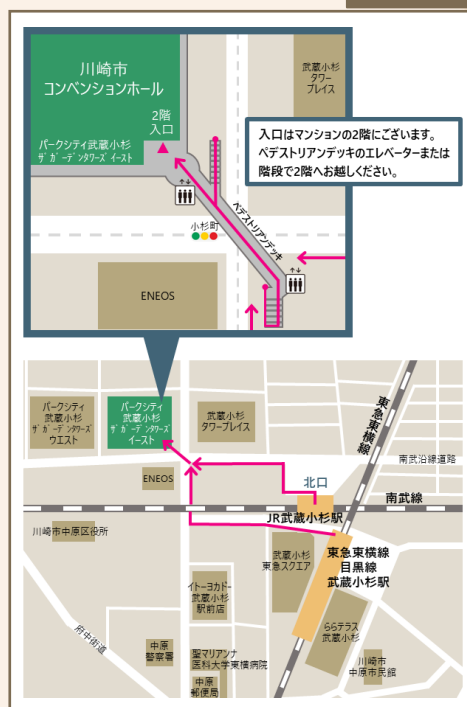 川崎市
コンベンションホール
2階
入口
パークシティ武蔵小杉
ザ ガーデンタワーズ イースト
武蔵小杉
タワー
プレイス
入口はマンションの2階にございます。
ペデストリアンデッキのエレベーターまたは
階段で2階へお越しください。
小杉町
ペデストリアンデッキ
ENEOS
パークシティ
武蔵小杉
ザ ガーデンタワーズ
ウエスト
パークシティ
武蔵小杉
ザ ガーデンタワーズ
イースト
武蔵小杉
タワープレイス
東急東横線
南武沿線道路
ENEOS
北口
南武線
JR武蔵小杉駅
川崎市中原区役所
武蔵小杉
東急スクエア
東急東横線
目黒線
武蔵小杉駅
イトーヨカドー
武蔵小杉
駅前店
府中街道
中原
警察署
聖マリアンナ
医科大学東横病院
中原
郵便局
ららテラス
武蔵小杉
川崎市
中原市民館